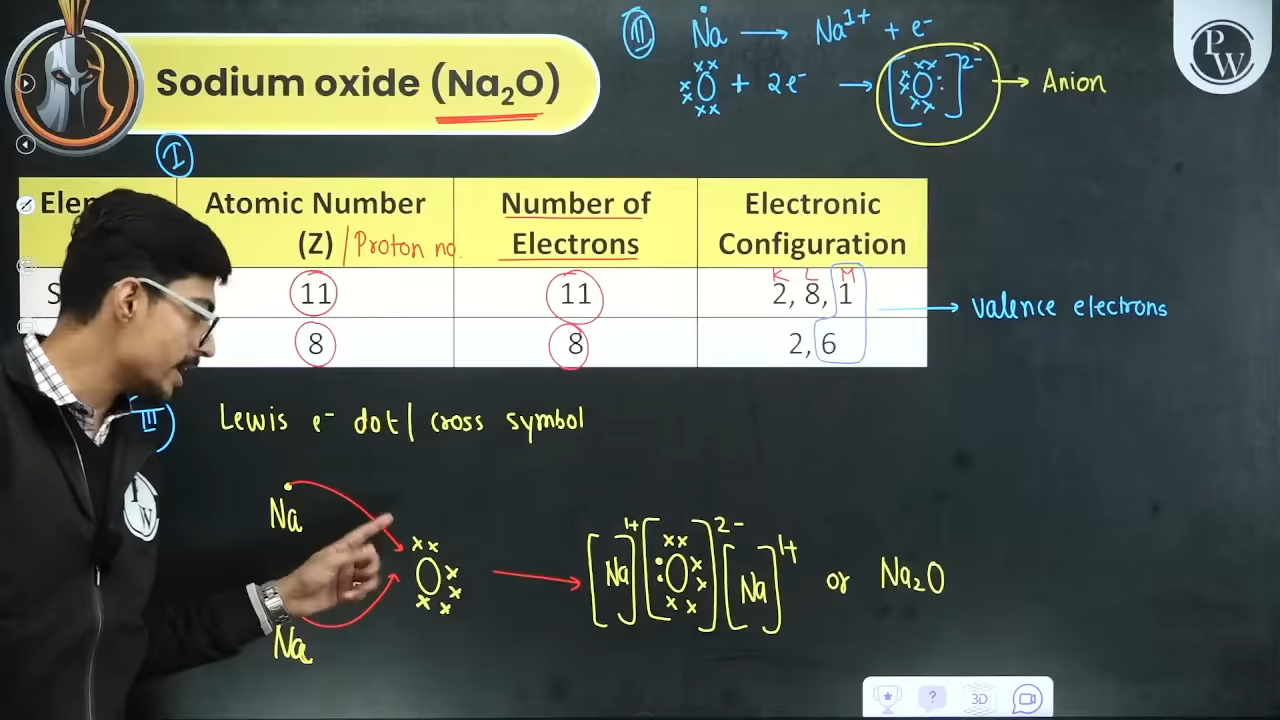 Sodium oxide (Na₂O)
II Ṅa → Na¹⁺ + e⁻
O + 2e⁻ → [O]²⁻ → Anion
PW
I
Atomic Number (Z) / Proton no.
Number of Electrons
Electronic Configuration
K L M
11 11 2, 8, 1
→ valence electrons
8 8 2, 6
III Lewis e⁻ dot / cross symbol
Na
O → [Na]¹⁺ [O]²⁻ [Na]¹⁺ or Na₂O
Na
PW
? 3D